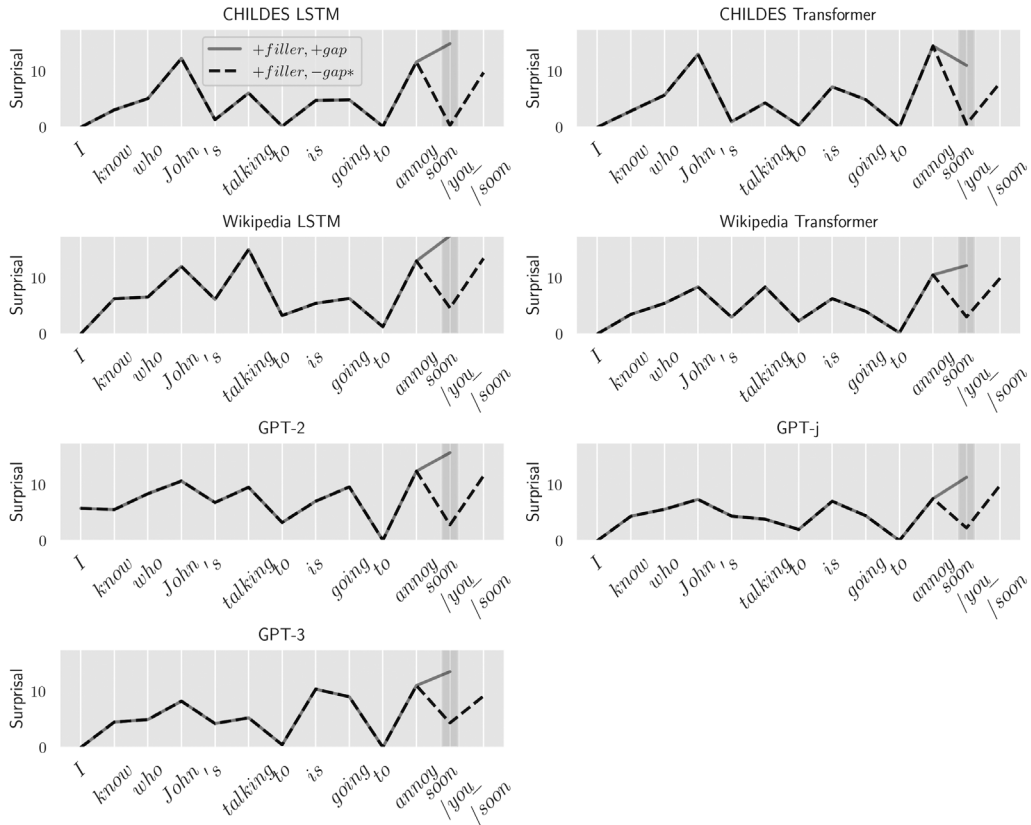 CHILDES LSTM
Surprisal
10
0
+filler, +gap
+filler, −gap*
I know who John 's talking to is going to annoy soon /you_ /soon
CHILDES Transformer
Surprisal
10
0
I know who John 's talking to is going to annoy soon /you_ /soon
Wikipedia LSTM
Surprisal
10
0
I know who John 's talking to is going to annoy soon /you_ /soon
Wikipedia Transformer
Surprisal
10
0
I know who John 's talking to is going to annoy soon /you_ /soon
GPT-2
Surprisal
10
0
I know who John 's talking to is going to annoy soon /you_ /soon
GPT-j
Surprisal
10
0
I know who John 's talking to is going to annoy soon /you_ /soon
GPT-3
Surprisal
10
0
I know who John 's talking to is going to annoy soon /you_ /soon